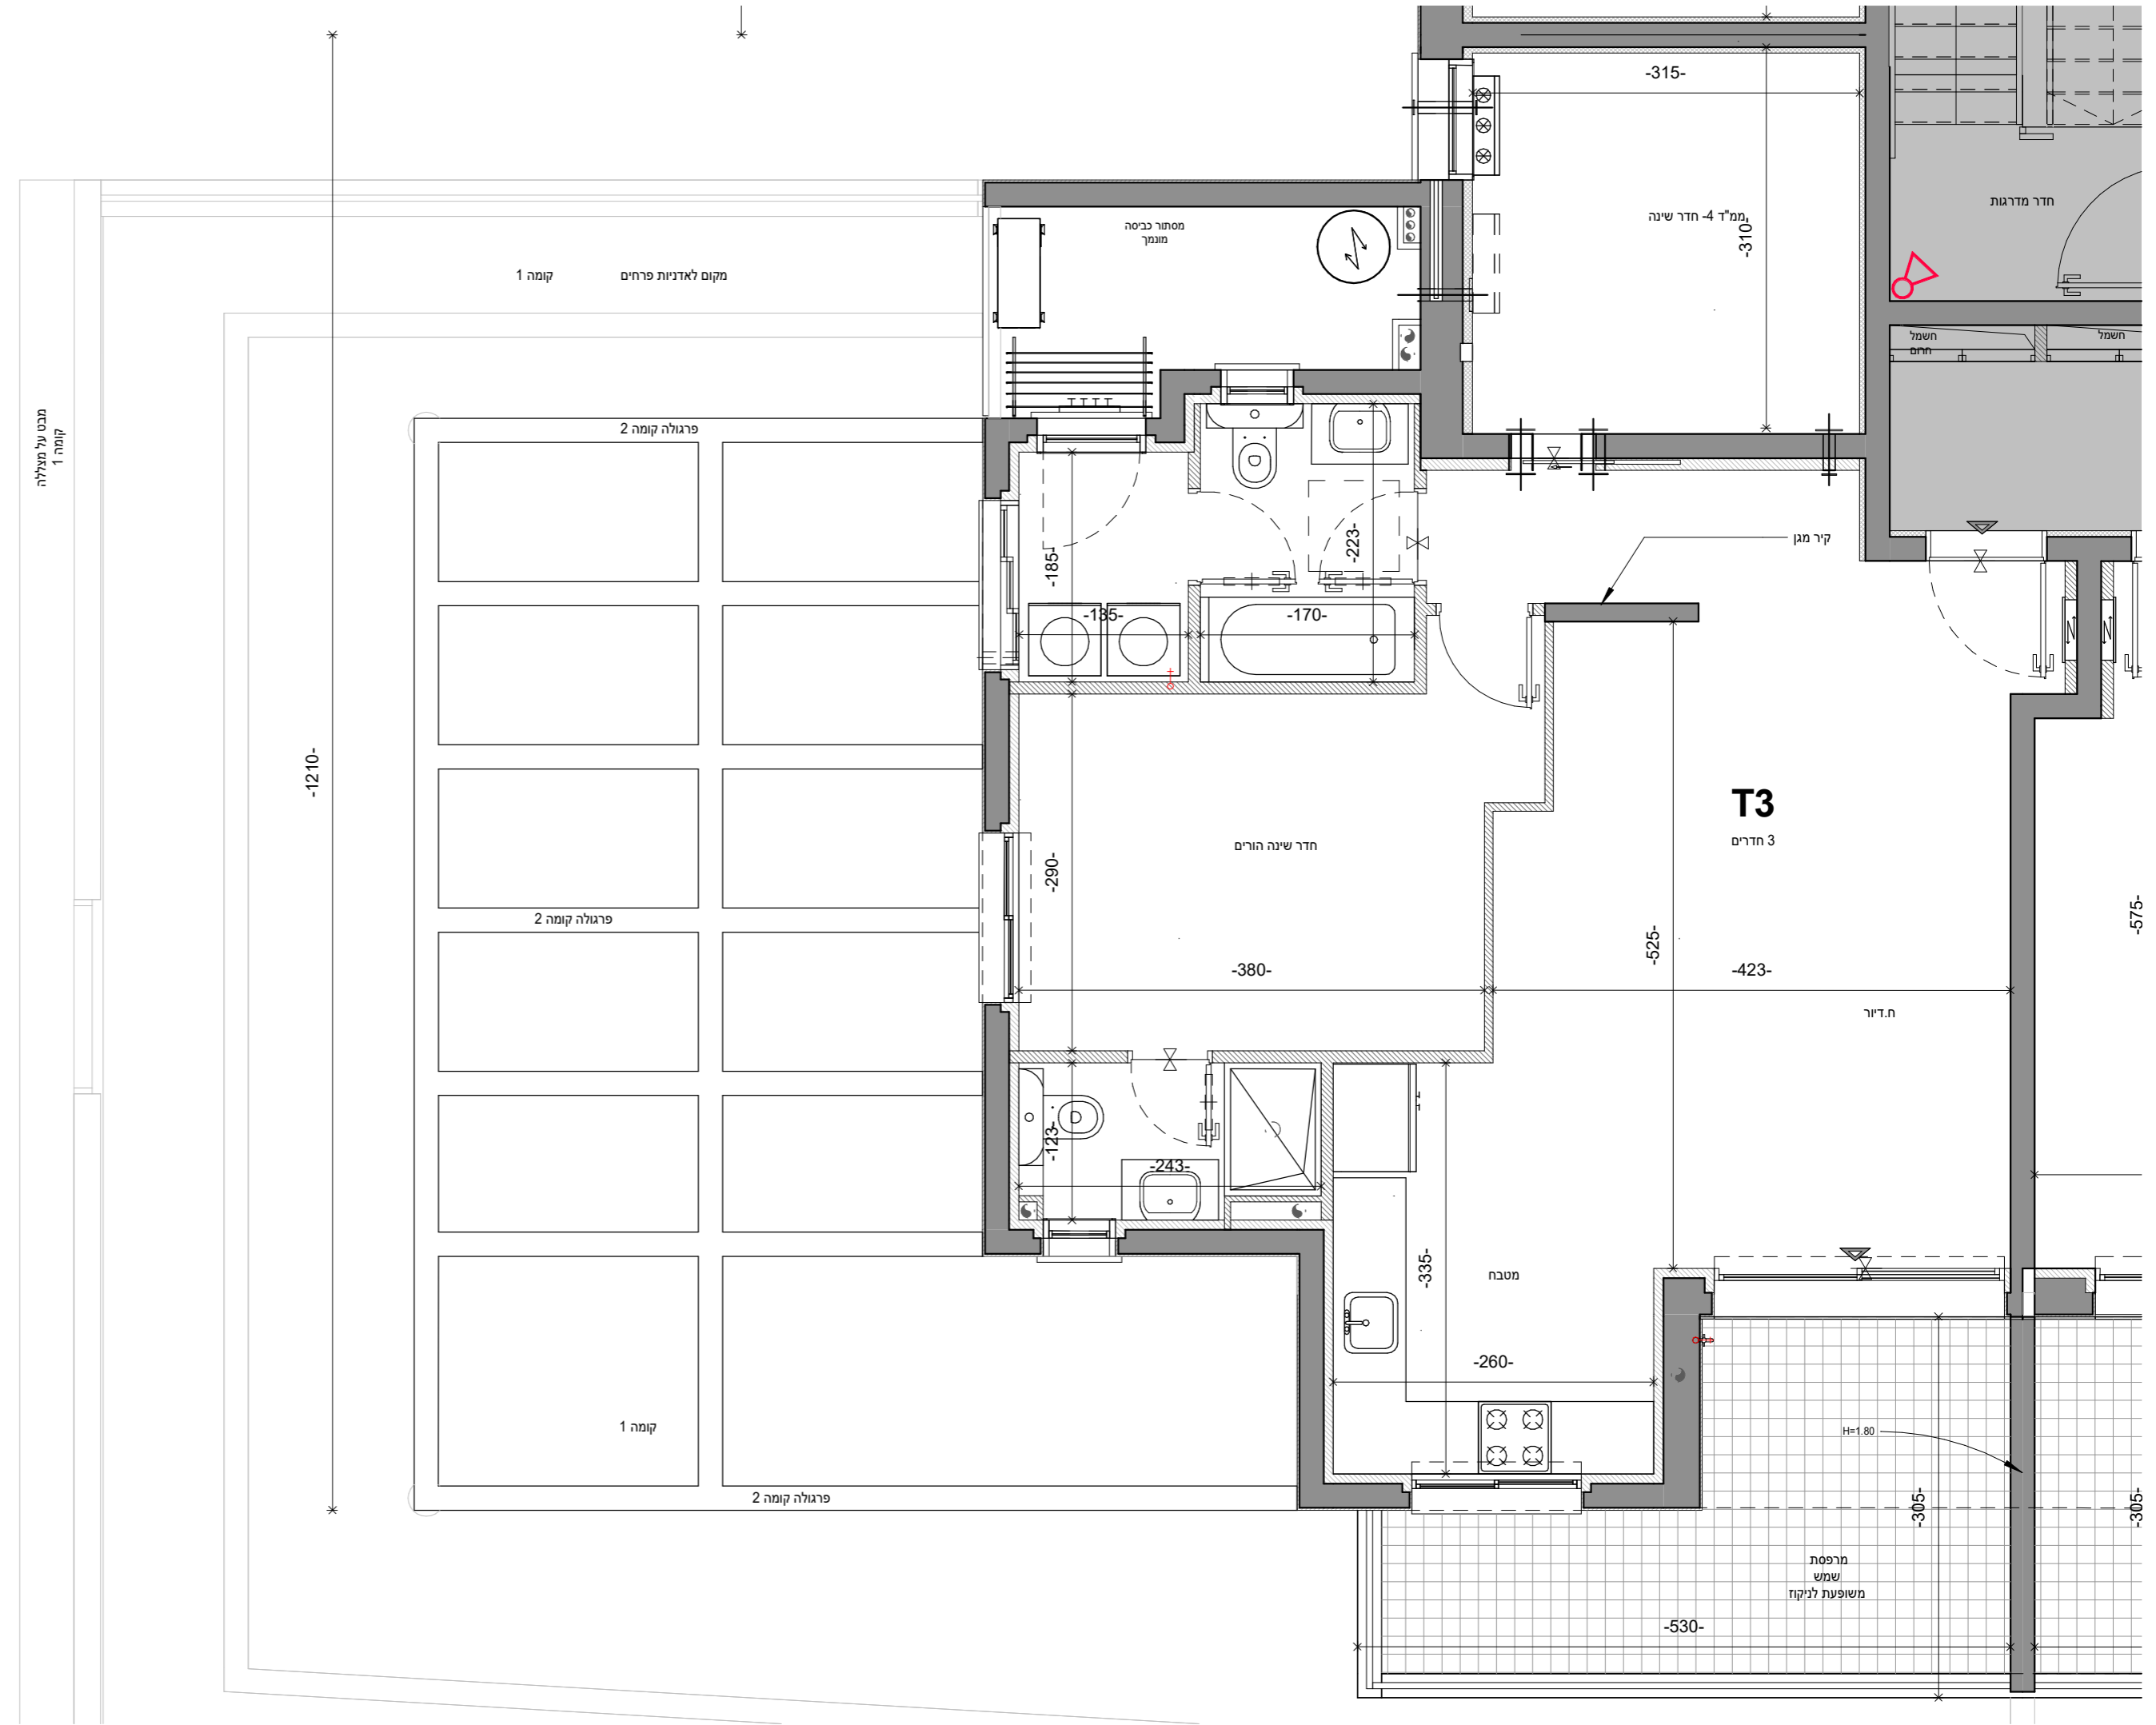 -315-
חדר מדרגות
ממ"ד 4- חדר שינה
-310-
מסתור כביסה
מונמך
מקום לאדניות פרחים
קומה 1
חשמל
חרום
חשמל
מבט על מצללה
קומה 1
פרגולה קומה 2
-223-
-185-
קיר מגן
-135-
-170-
-1210-
T3
3 חדרים
חדר שינה הורים
-290-
-575-
פרגולה קומה 2
-525-
-380-
-423-
ח.דיור
-123-
-243-
-335-
מטבח
-260-
קומה 1
H=1.80
פרגולה קומה 2
-305-
-305-
מרפסת
שמש
משופעת לניקוז
-530-